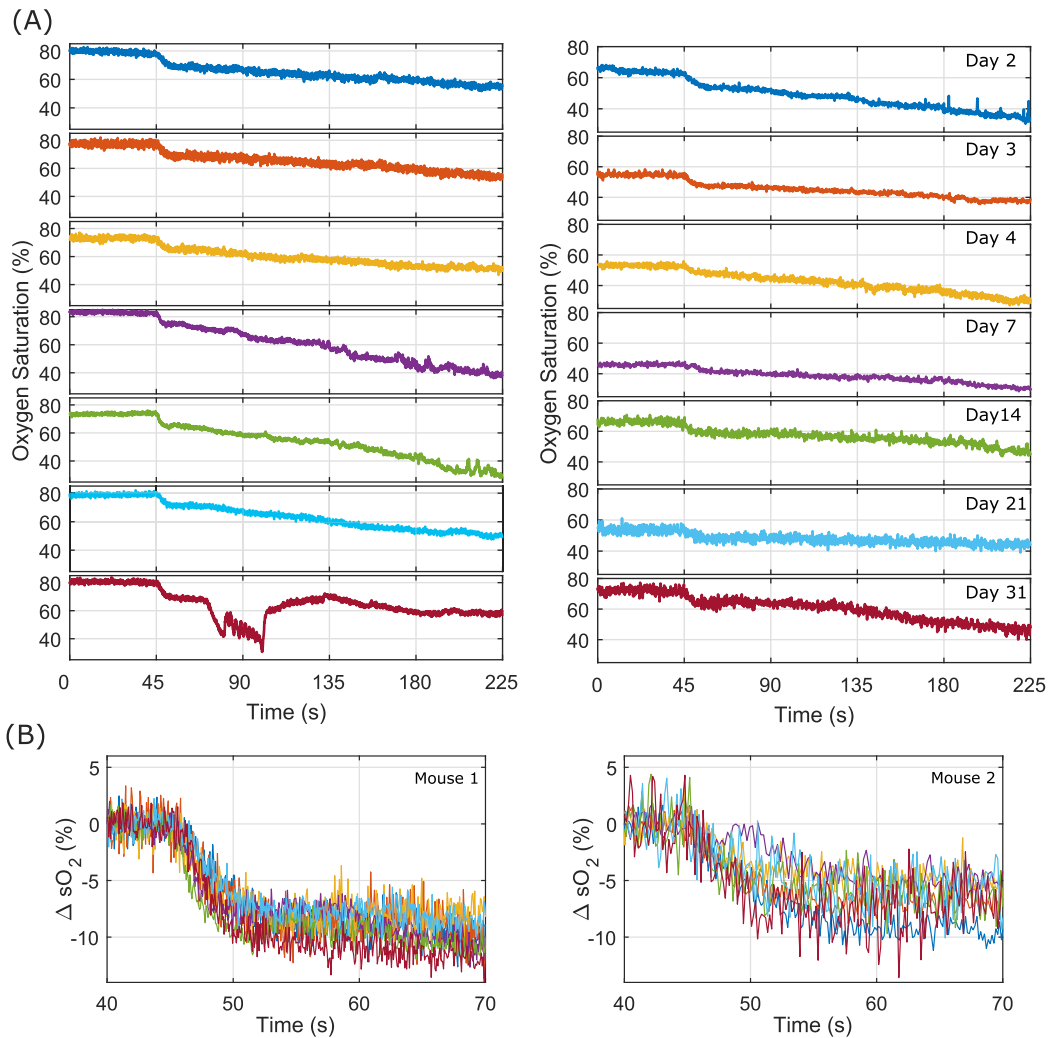 (A)
80
60
40
80
60
40
80
60
40
80
60
40
80
60
40
80
60
40
80
60
40
Oxygen Saturation (%)
0 45 90 135 180 225
Time (s)
80
60
40
Day 2
80
60
40
Day 3
80
60
40
Day 4
80
60
40
Day 7
80
60
40
Day14
80
60
40
Day 21
80
60
40
Day 31
Oxygen Saturation (%)
0 45 90 135 180 225
Time (s)
(B)
Mouse 1
5
0
-5
-10
Δ sO2 (%)
40 50 60 70
Time (s)
Mouse 2
5
0
-5
-10
Δ sO2 (%)
40 50 60 70
Time (s)